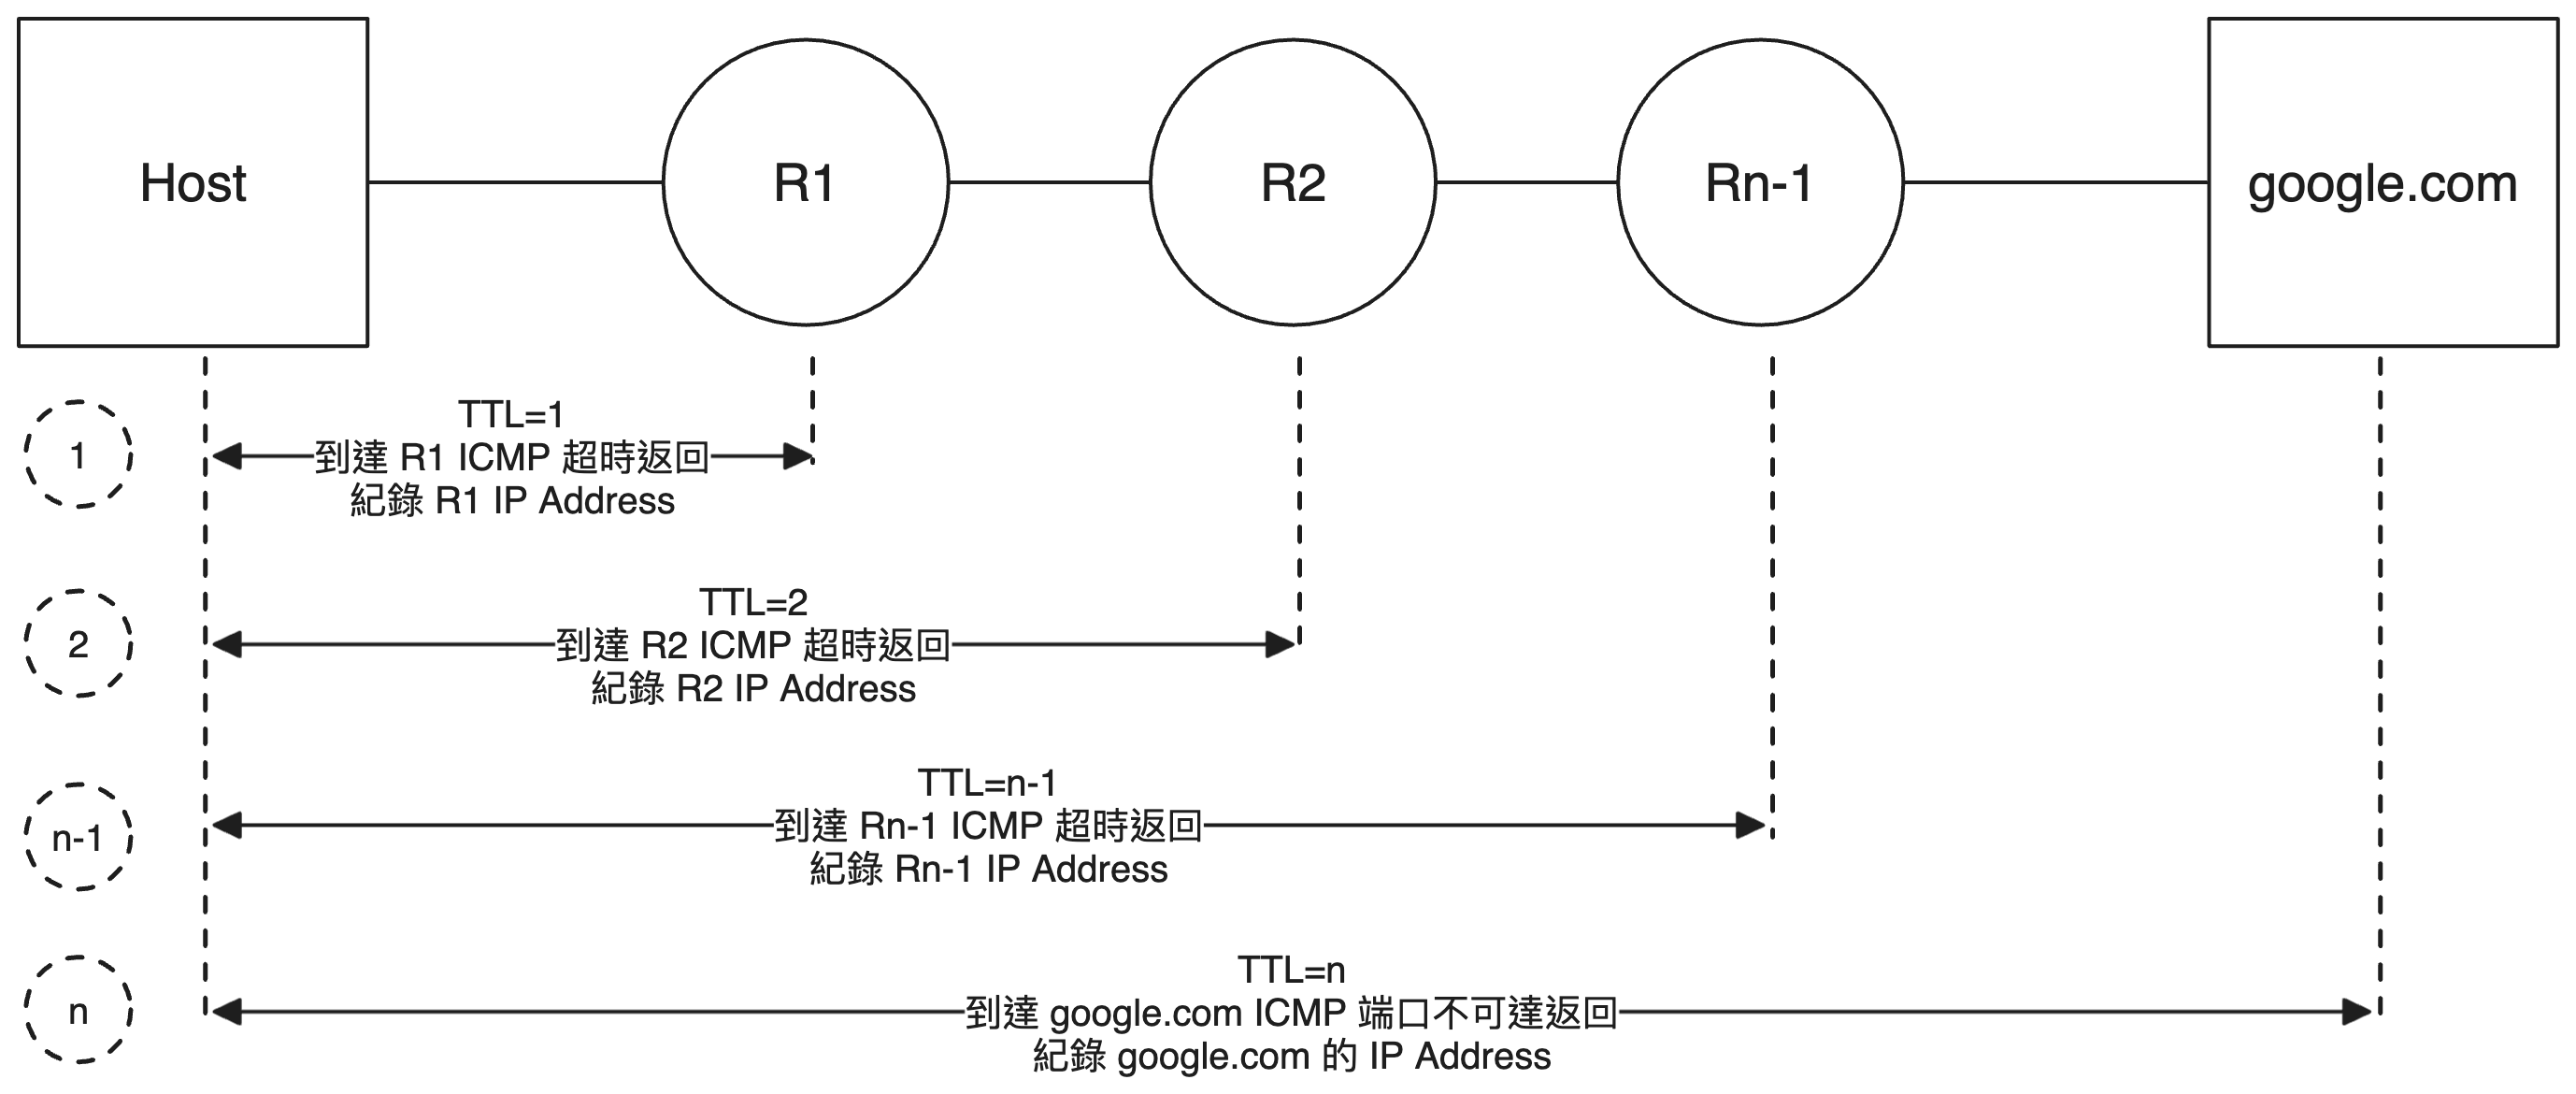 Host
R1
R2
Rn-1
google.com
1
TTL=1
到達 R1 ICMP 超時返回
紀錄 R1 IP Address
2
TTL=2
到達 R2 ICMP 超時返回
紀錄 R2 IP Address
n-1
TTL=n-1
到達 Rn-1 ICMP 超時返回
紀錄 Rn-1 IP Address
n
TTL=n
到達 google.com ICMP 端口不可達返回
紀錄 google.com 的 IP Address